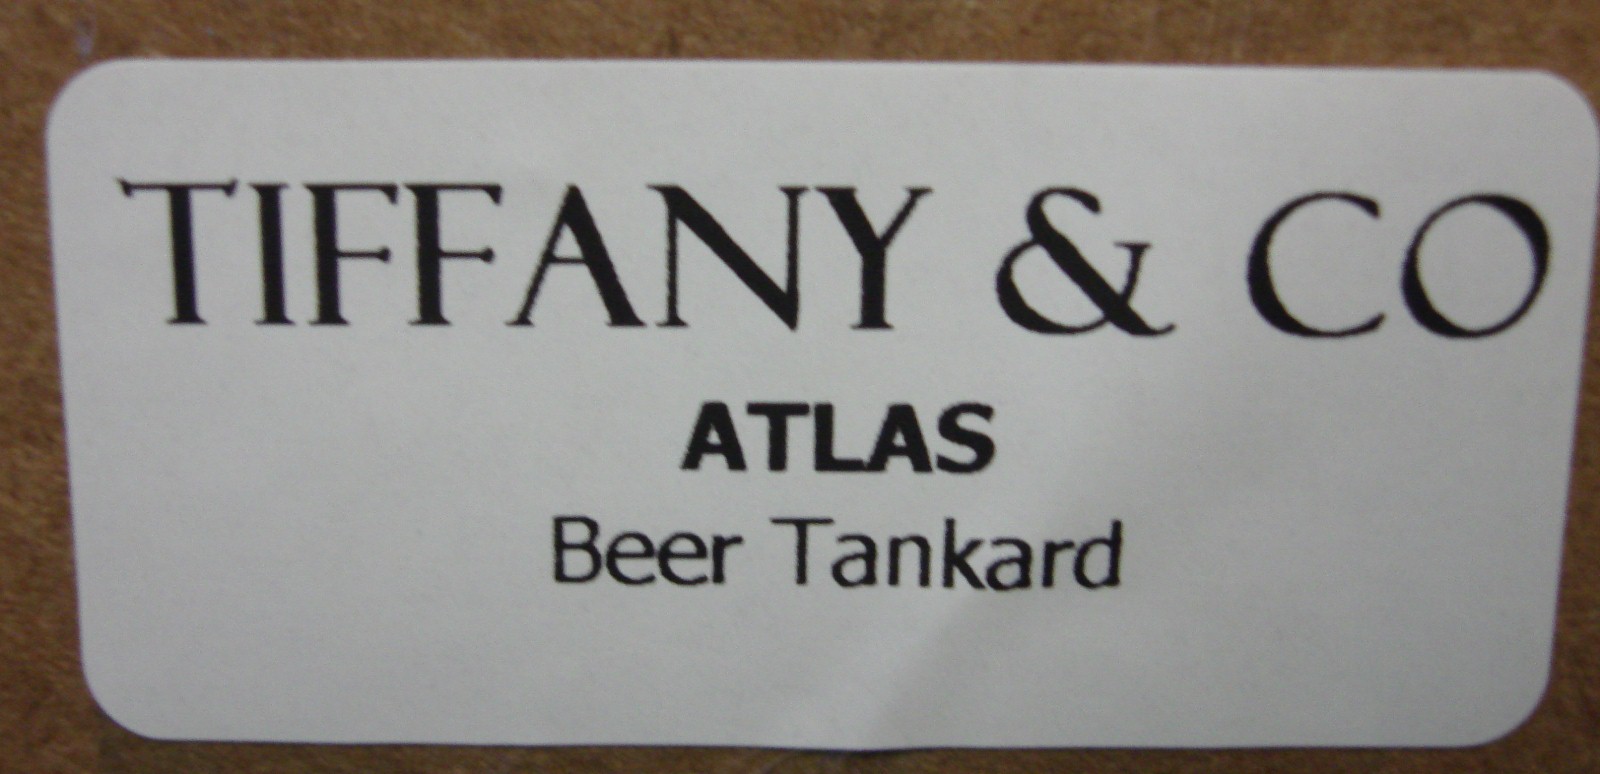 TIFFANY & CO
ATLAS
Beer Tankard